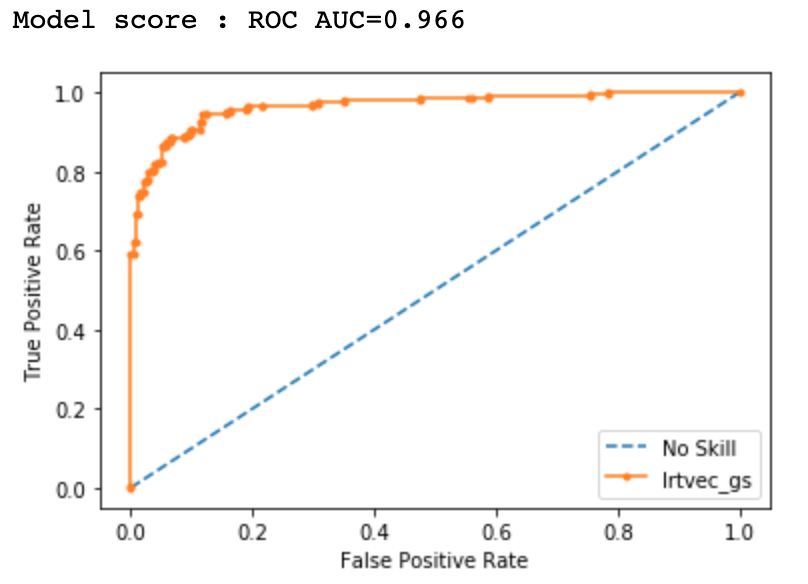 Model score : ROC AUC=0.966
1.0
0.8
0.6
0.4
0.2
0.0
True Positive Rate
No Skill
lrtvec_gs
0.0 0.2 0.4 0.6 0.8 1.0
False Positive Rate